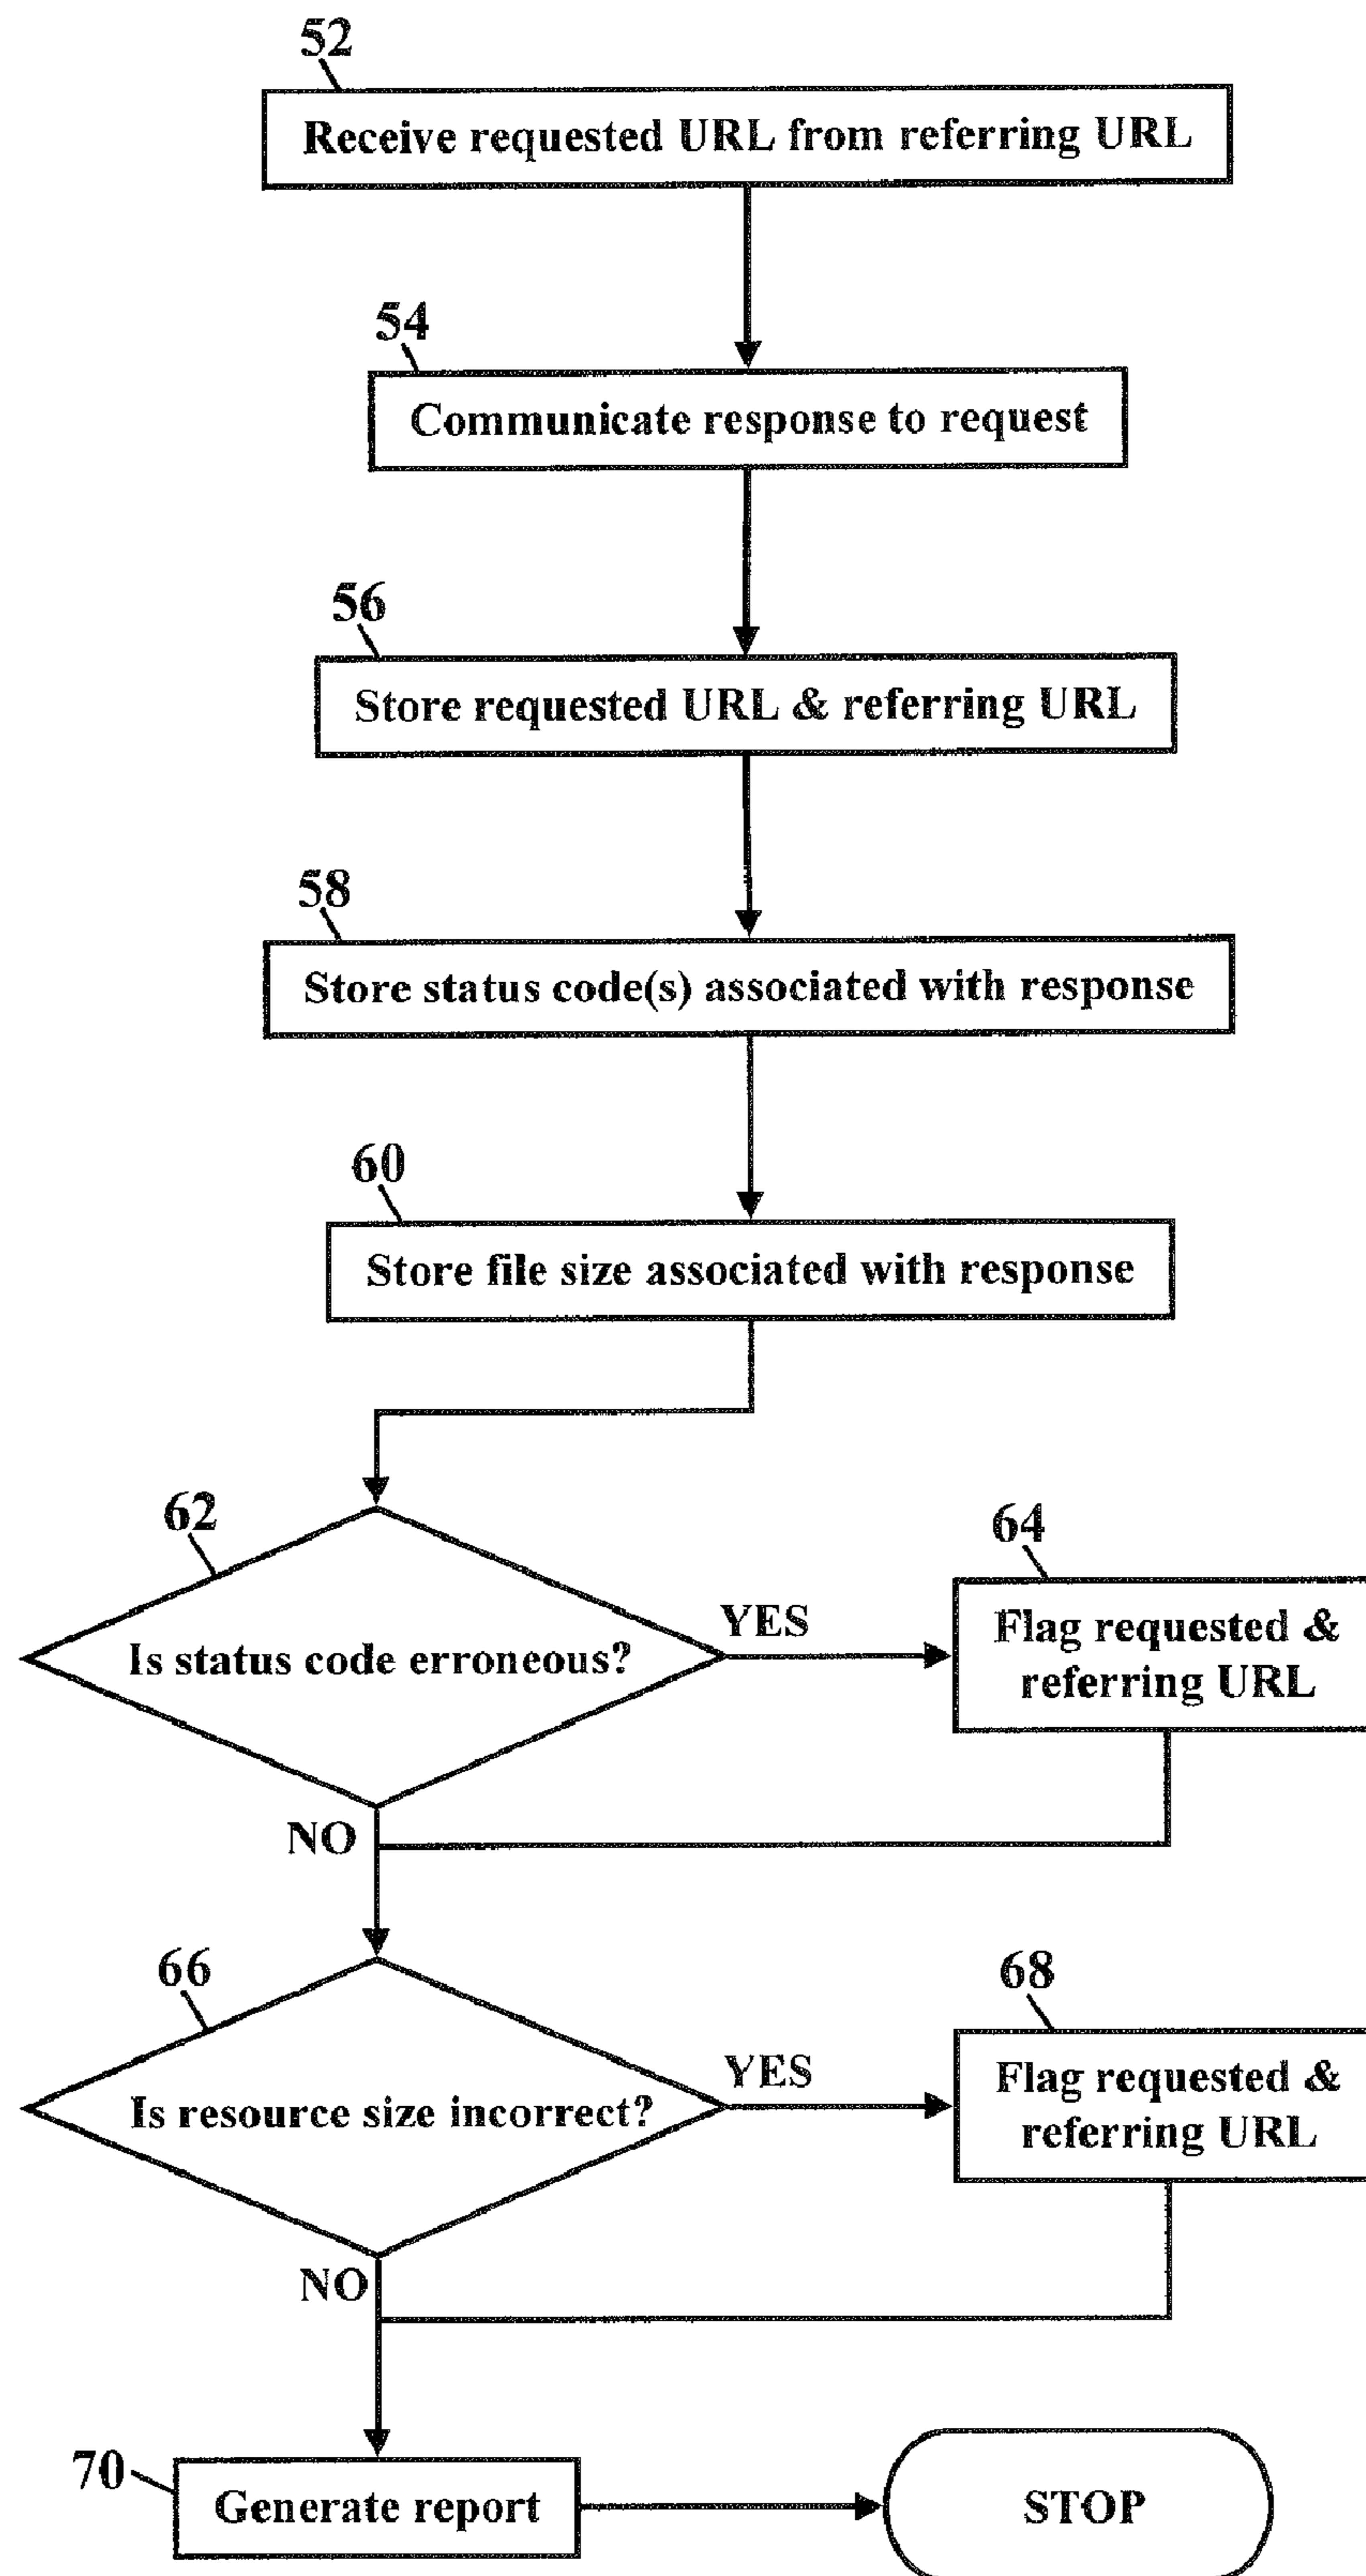 52
Receive requested URL from referring URL
54
Communicate response to request
56
Store requested URL & referring URL
58
Store status code(s) associated with response
60
Store file size associated with response
62
Is status code erroneous?
YES
64
Flag requested &
referring URL
NO
66
Is resource size incorrect?
YES
68
Flag requested &
referring URL
NO
70
Generate report
STOP